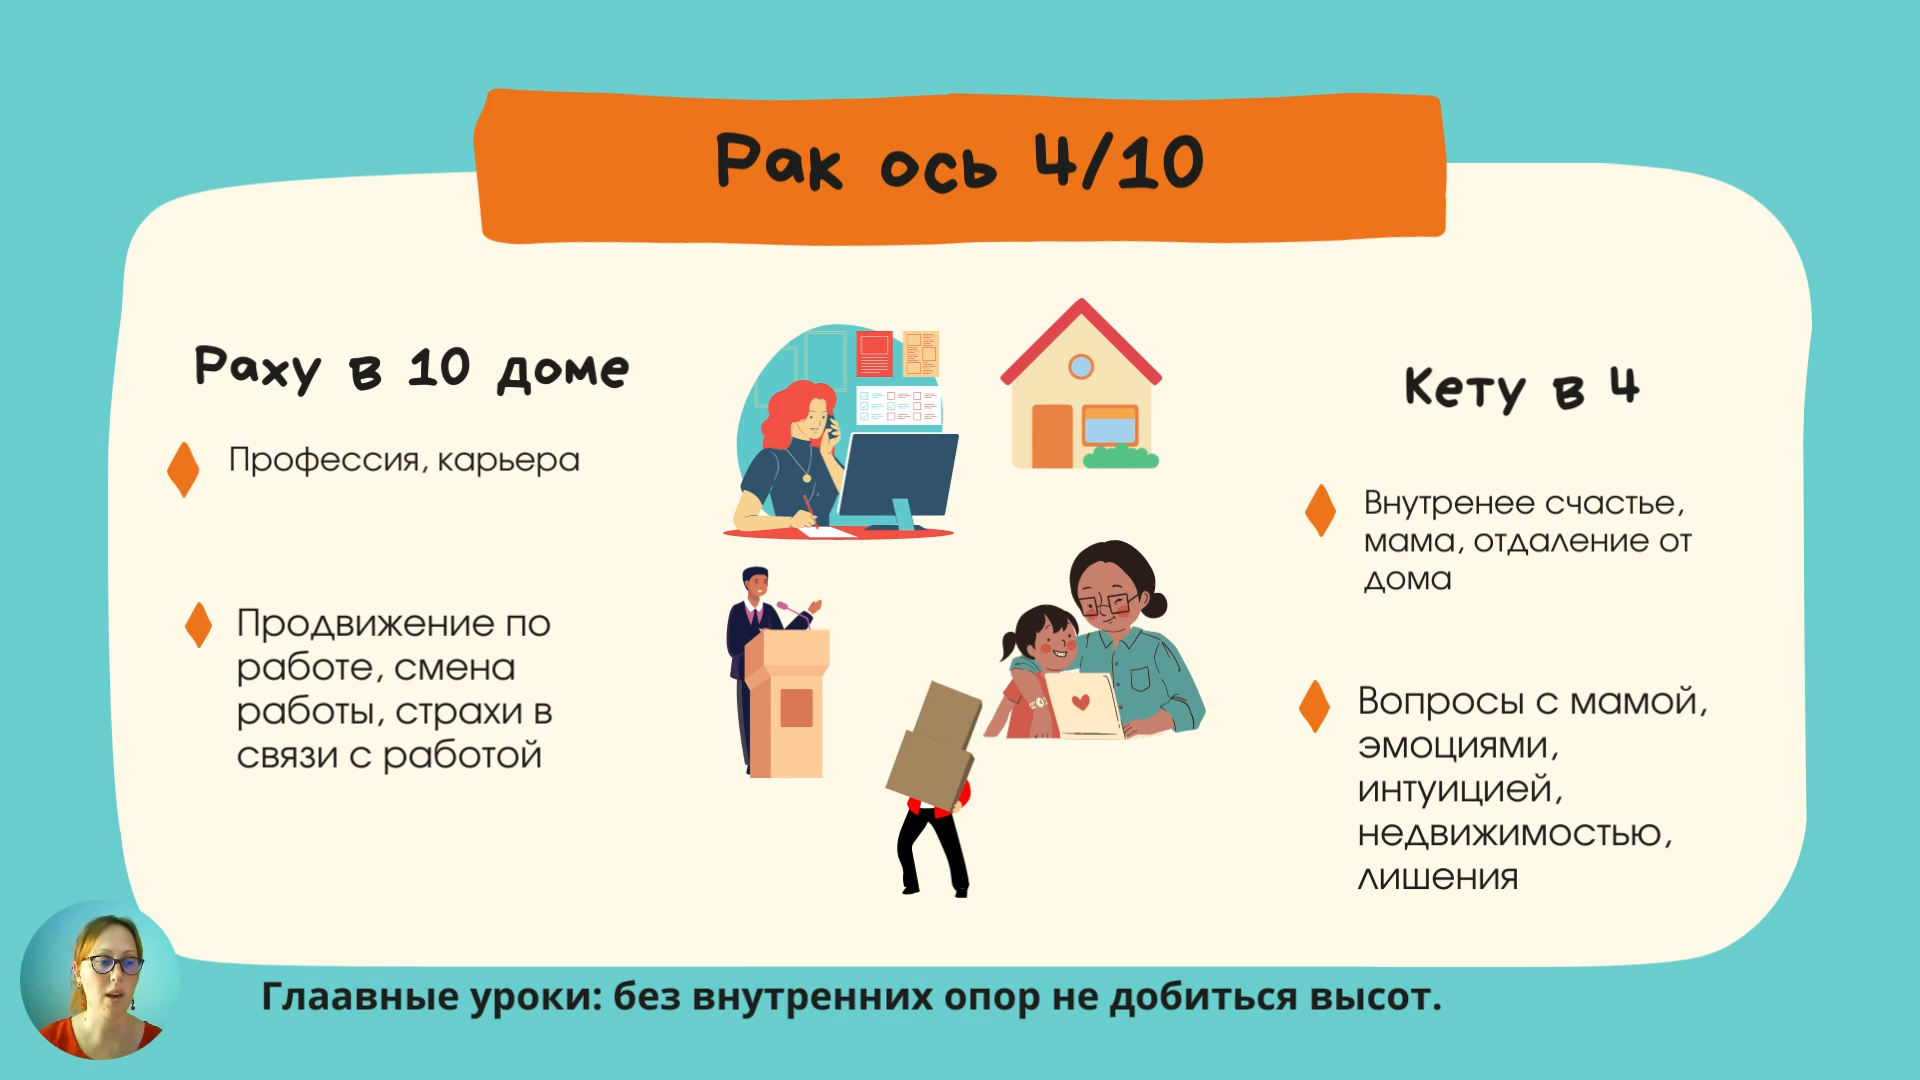 Рак ось 4/10
Раху в 10 доме
Профессия, карьера
Продвижение по
работе, смена
работы, страхи в
связи с работой
Кету в 4
Внутренее счастье,
мама, отдаление от
дома
Вопросы с мамой,
эмоциями,
интуицией,
недвижимостью,
лишения
Глаавные уроки: без внутренних опор не добиться высот.